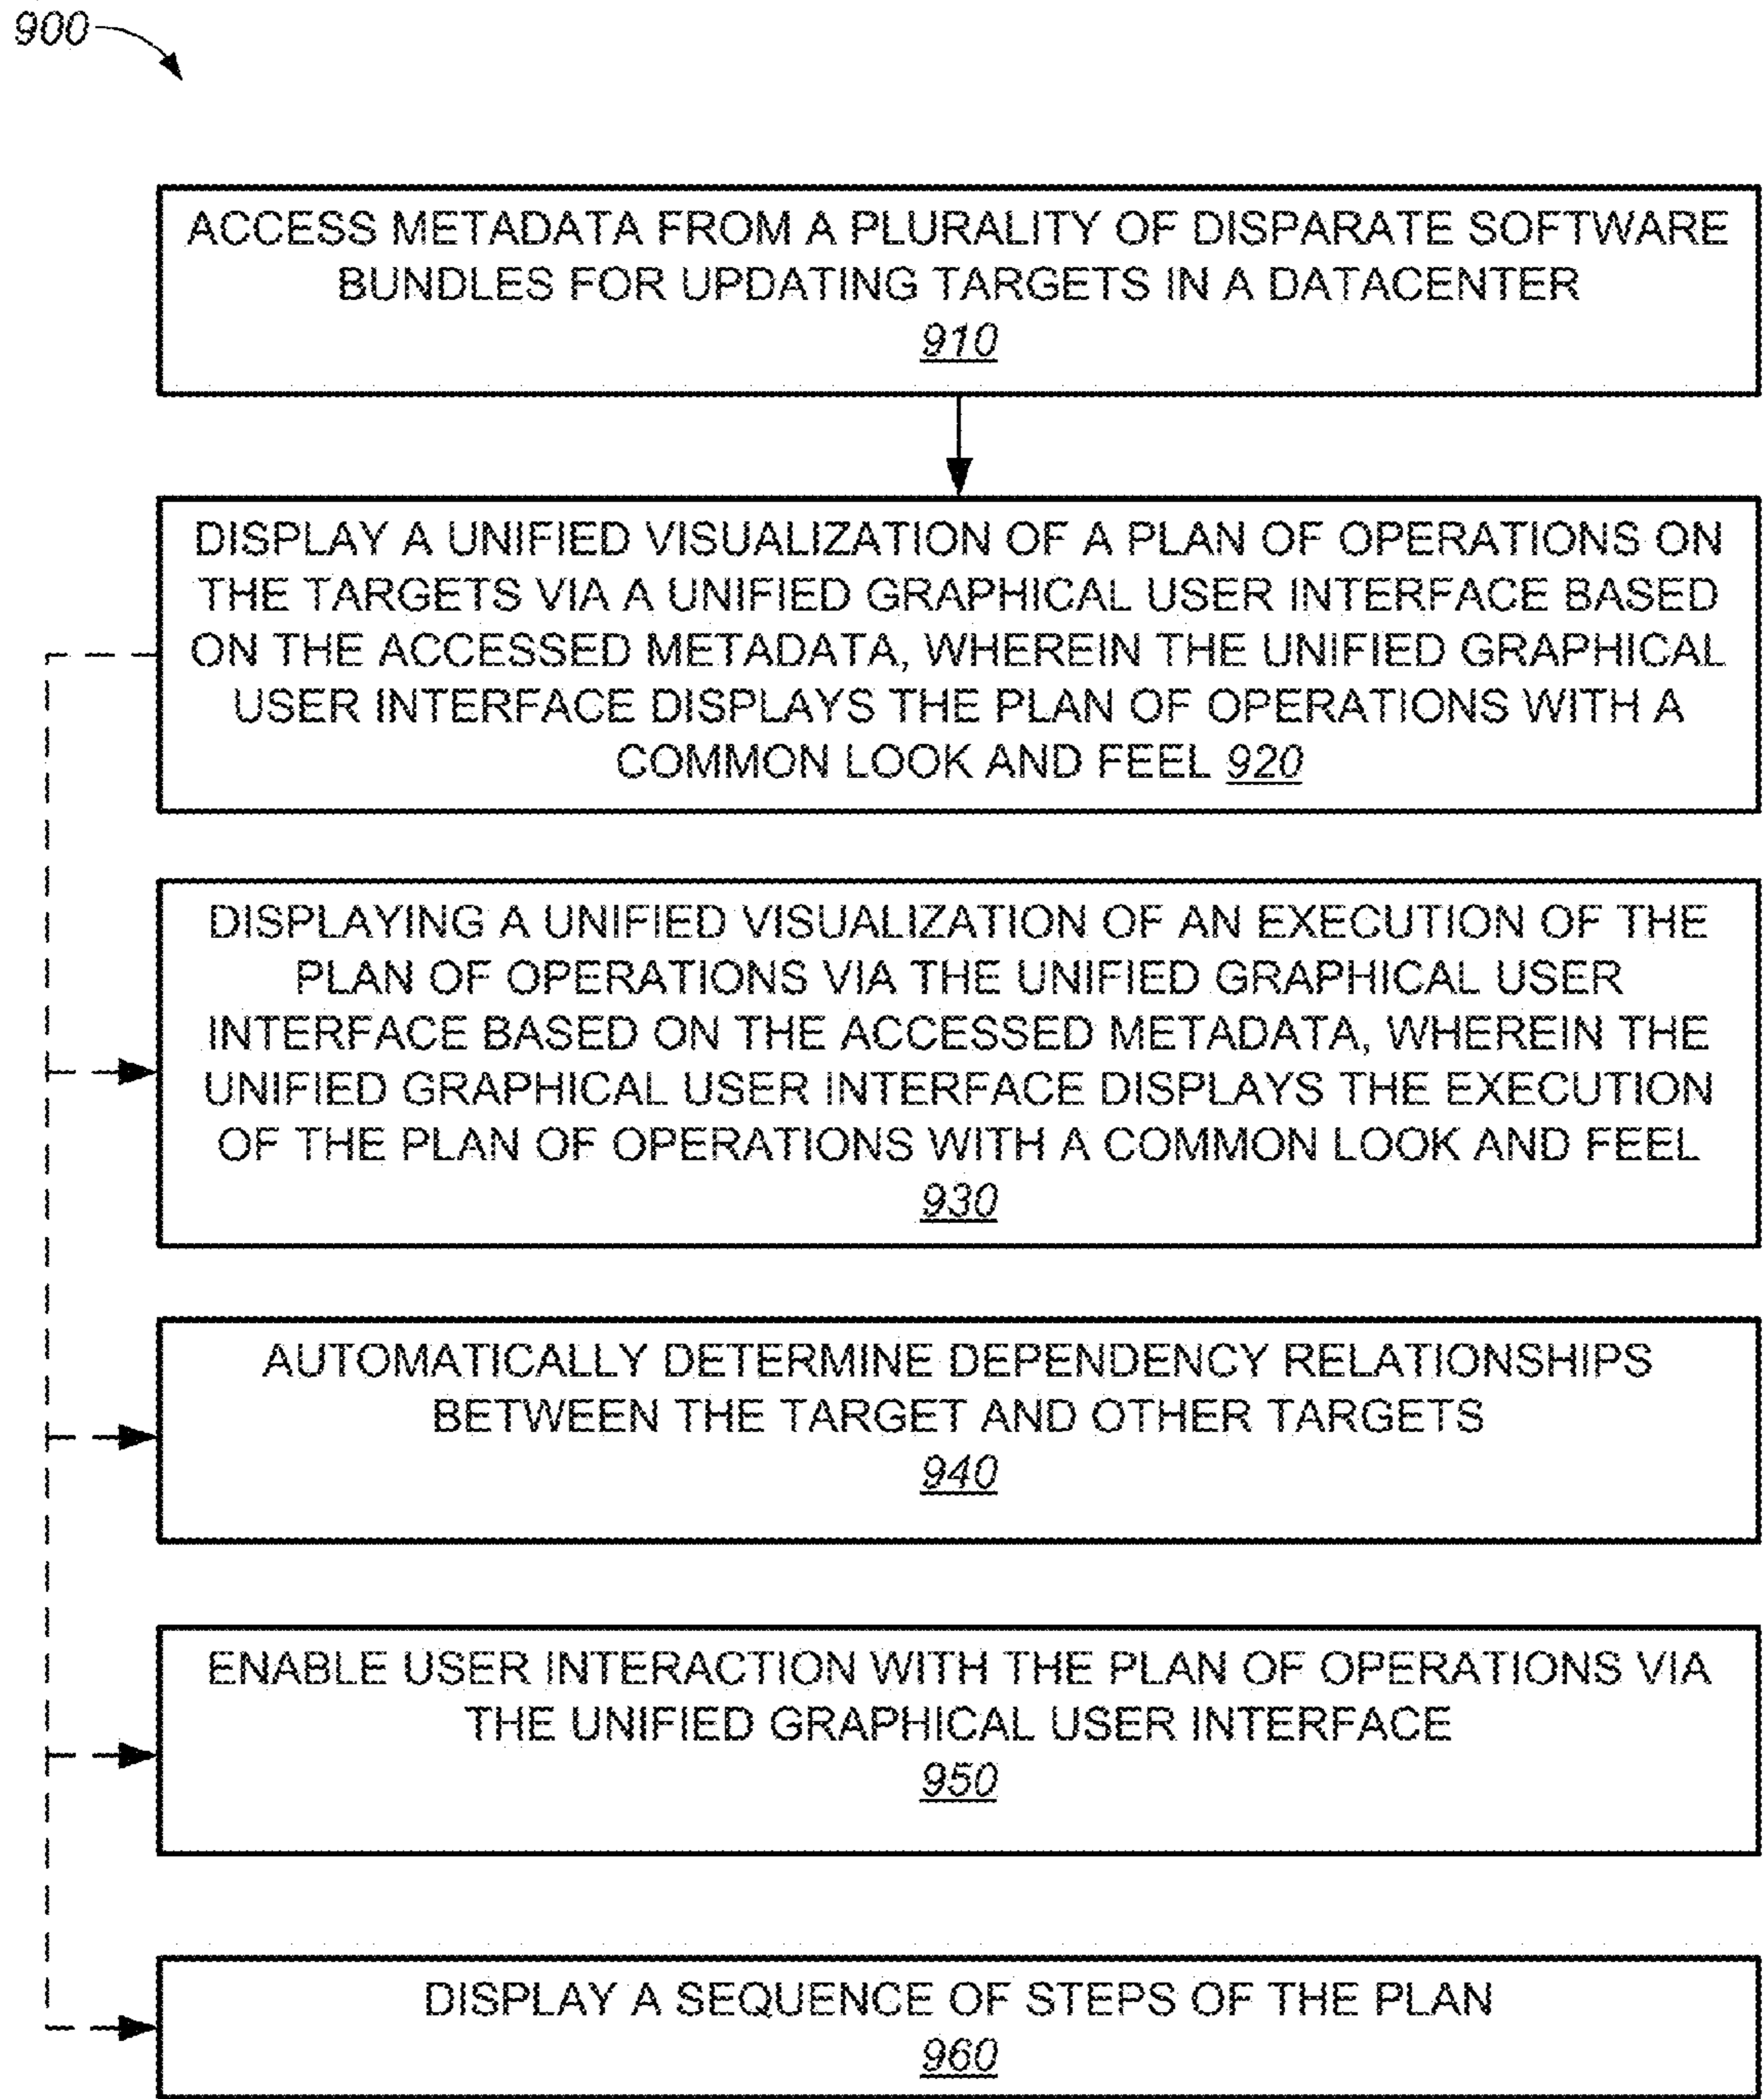 900
ACCESS METADATA FROM A PLURALITY OF DISPARATE SOFTWARE
BUNDLES FOR UPDATING TARGETS IN A DATACENTER
910
DISPLAY A UNIFIED VISUALIZATION OF A PLAN OF OPERATIONS ON
THE TARGETS VIA A UNIFIED GRAPHICAL USER INTERFACE BASED
ON THE ACCESSED METADATA, WHEREIN THE UNIFIED GRAPHICAL
USER INTERFACE DISPLAYS THE PLAN OF OPERATIONS WITH A
COMMON LOOK AND FEEL 920
DISPLAYING A UNIFIED VISUALIZATION OF AN EXECUTION OF THE
PLAN OF OPERATIONS VIA THE UNIFIED GRAPHICAL USER
INTERFACE BASED ON THE ACCESSED METADATA, WHEREIN THE
UNIFIED GRAPHICAL USER INTERFACE DISPLAYS THE EXECUTION
OF THE PLAN OF OPERATIONS WITH A COMMON LOOK AND FEEL
930
AUTOMATICALLY DETERMINE DEPENDENCY RELATIONSHIPS
BETWEEN THE TARGET AND OTHER TARGETS
940
ENABLE USER INTERACTION WITH THE PLAN OF OPERATIONS VIA
THE UNIFIED GRAPHICAL USER INTERFACE
950
DISPLAY A SEQUENCE OF STEPS OF THE PLAN
960